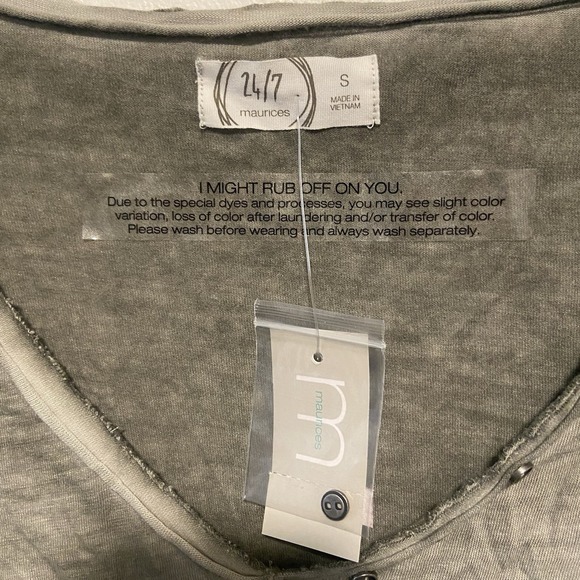 24/7
maurices
S
MADE IN
VIETNAM
I MIGHT RUB OFF ON YOU.
Due to the special dyes and processes, you may see slight color
variation, loss of color after laundering and/or transfer of color.
Please wash before wearing and always wash separately.
m
maurices